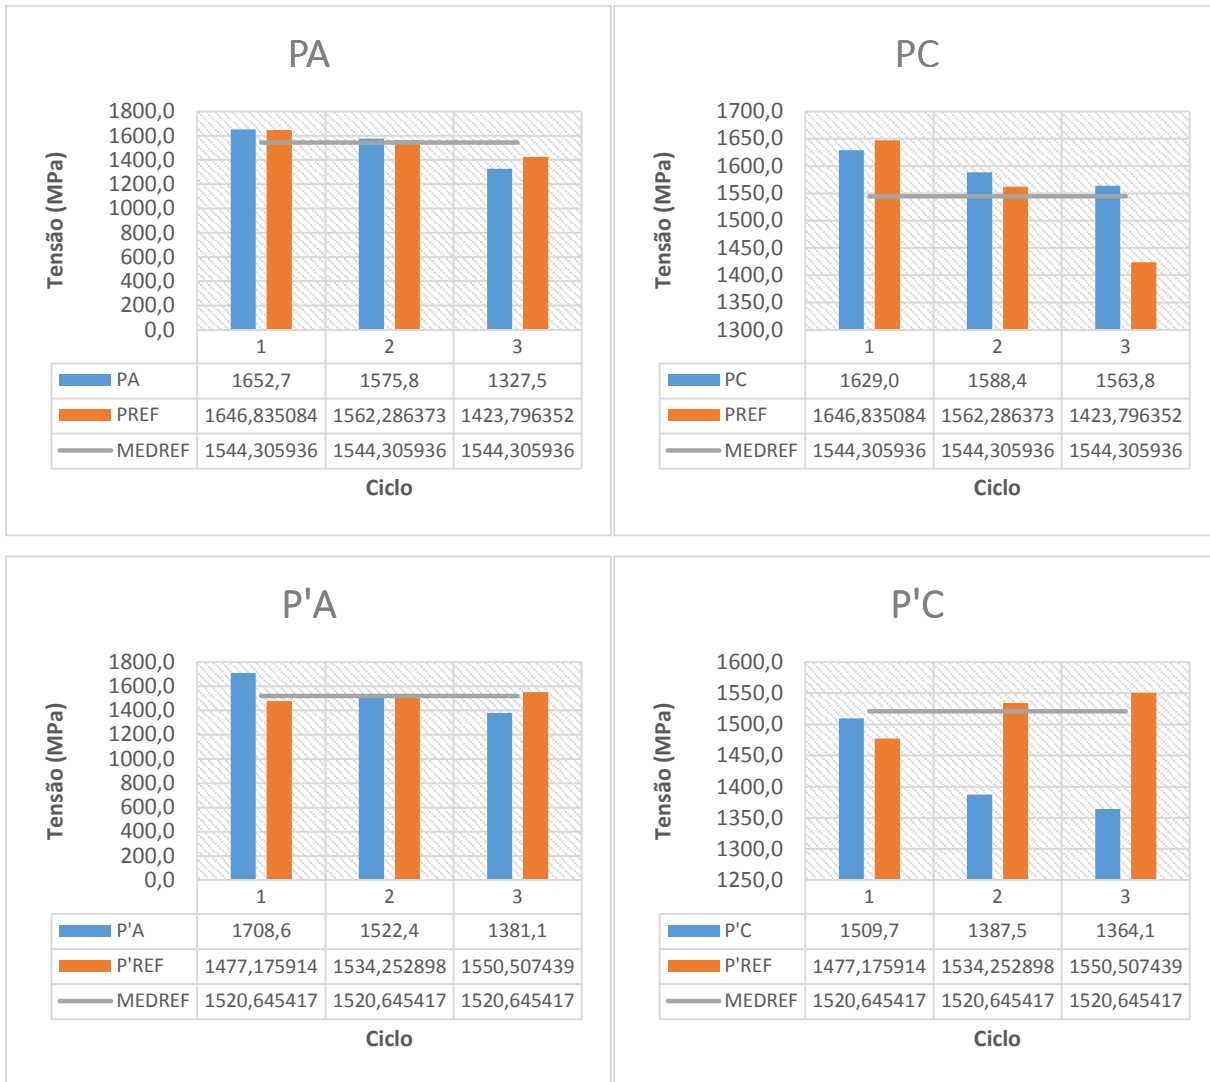 PA
Tensão (MPa)
1800,0
1600,0
1400,0
1200,0
1000,0
800,0
600,0
400,0
200,0
0,0
1 2 3
PA 1652,7 1575,8 1327,5
PREF 1646,835084 1562,286373 1423,796352
MEDREF 1544,305936 1544,305936 1544,305936
Ciclo
PC
Tensão (MPa)
1700,0
1650,0
1600,0
1550,0
1500,0
1450,0
1400,0
1350,0
1300,0
1 2 3
PC 1629,0 1588,4 1563,8
PREF 1646,835084 1562,286373 1423,796352
MEDREF 1544,305936 1544,305936 1544,305936
Ciclo
P'A
Tensão (MPa)
1800,0
1600,0
1400,0
1200,0
1000,0
800,0
600,0
400,0
200,0
0,0
1 2 3
P'A 1708,6 1522,4 1381,1
P'REF 1477,175914 1534,252898 1550,507439
MEDREF 1520,645417 1520,645417 1520,645417
Ciclo
P'C
Tensão (MPa)
1600,0
1550,0
1500,0
1450,0
1400,0
1350,0
1300,0
1250,0
1 2 3
P'C 1509,7 1387,5 1364,1
P'REF 1477,175914 1534,252898 1550,507439
MEDREF 1520,645417 1520,645417 1520,645417
Ciclo